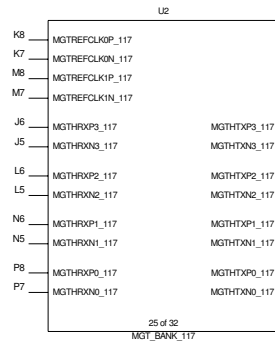 U2
K8 MGTREFCLK0P_117
K7 MGTREFCLK0N_117
M8 MGTREFCLK1P_117
M7 MGTREFCLK1N_117
J6 MGTHRXP3_117 MGTHTXP3_117
J5 MGTHRXN3_117 MGTHTXN3_117
L6 MGTHRXP2_117 MGTHTXP2_117
L5 MGTHRXN2_117 MGTHTXN2_117
N6 MGTHRXP1_117 MGTHTXP1_117
N5 MGTHRXN1_117 MGTHTXN1_117
P8 MGTHRXP0_117 MGTHTXP0_117
P7 MGTHRXN0_117 MGTHTXN0_117
25 of 32
MGT_BANK_117